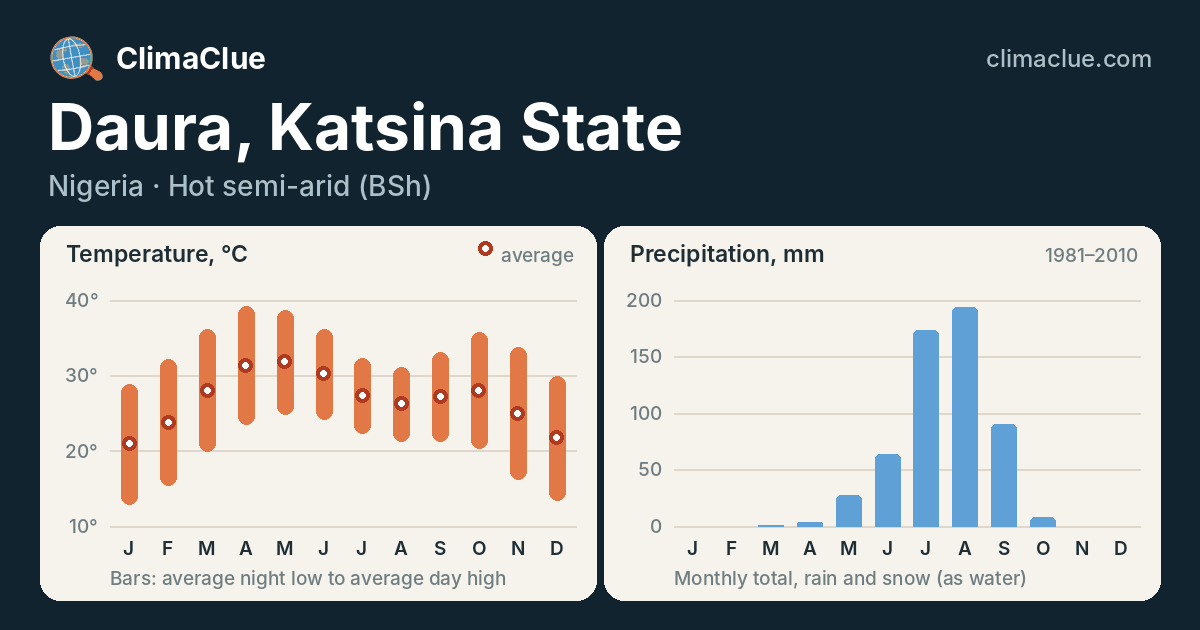 ClimaClue
climaclue.com
Daura, Katsina State
Nigeria · Hot semi-arid (BSh)
Temperature, °C
average
40°
30°
20°
10°
J F M A M J J A S O N D
Bars: average night low to average day high
Precipitation, mm
1981–2010
200
150
100
50
0
J F M A M J J A S O N D
Monthly total, rain and snow (as water)